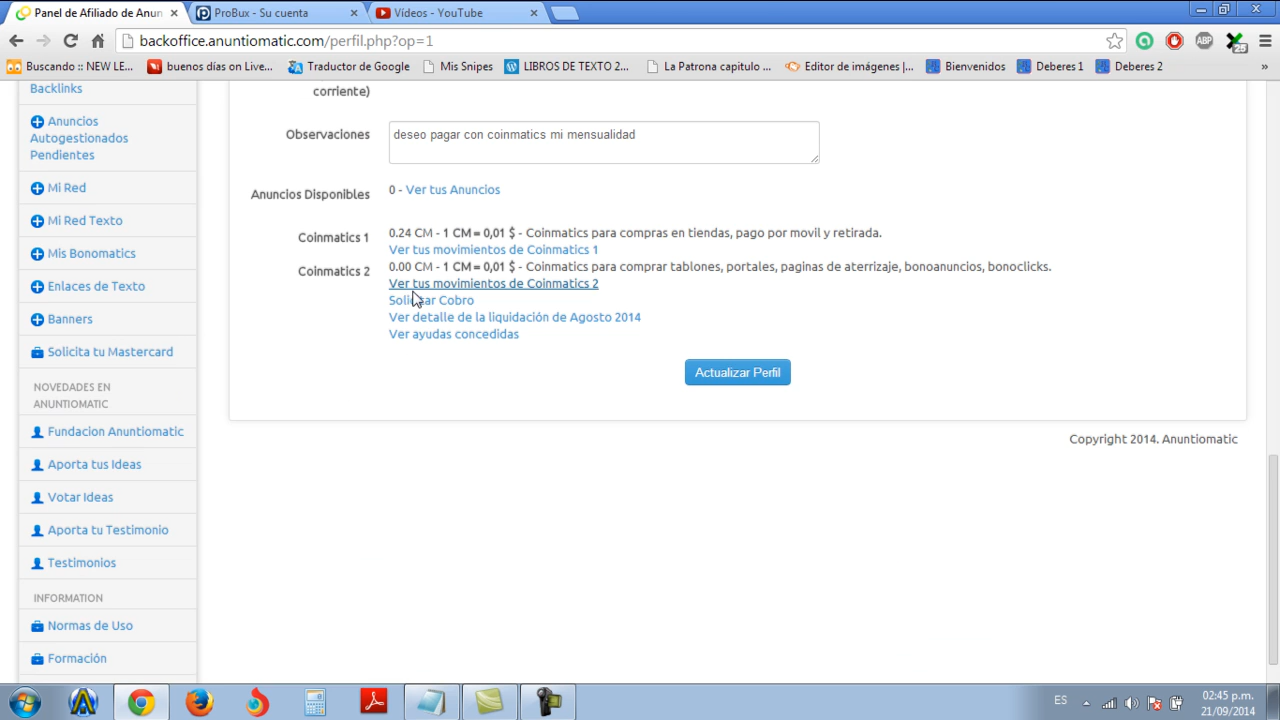 Panel de Afiliado de Anun
ProBux - Su cuenta
Vídeos - YouTube
backoffice.anuntiomatic.com/perfil.php?op=1
ABP
25
Buscando :: NEW LE...
buenos días on Live...
Traductor de Google
Mis Snipes
LIBROS DE TEXTO 2...
La Patrona capitulo ...
Editor de imágenes |...
Bienvenidos
Deberes 1
Deberes 2
»
Backlinks
Anuncios
Autogestionados
Pendientes
Mi Red
Mi Red Texto
Mis Bonomatics
Enlaces de Texto
Banners
Solicita tu Mastercard
NOVEDADES EN
ANUNTIOMATIC
Fundacion Anuntiomatic
Aporta tus Ideas
Votar Ideas
Aporta tu Testimonio
Testimonios
INFORMATION
Normas de Uso
Formación
corriente)
Observaciones
deseo pagar con coinmatics mi mensualidad
Anuncios Disponibles
0 - Ver tus Anuncios
Coinmatics 1
0.24 CM - 1 CM = 0,01 $ - Coinmatics para compras en tiendas, pago por movil y retirada.
Ver tus movimientos de Coinmatics 1
Coinmatics 2
0.00 CM - 1 CM = 0,01 $ - Coinmatics para comprar tablones, portales, paginas de aterrizaje, bonoanuncios, bonoclicks.
Ver tus movimientos de Coinmatics 2
Solicitar Cobro
Ver detalle de la liquidación de Agosto 2014
Ver ayudas concedidas
Actualizar Perfil
Copyright 2014. Anuntiomatic
ES
02:45 p.m.
21/09/2014